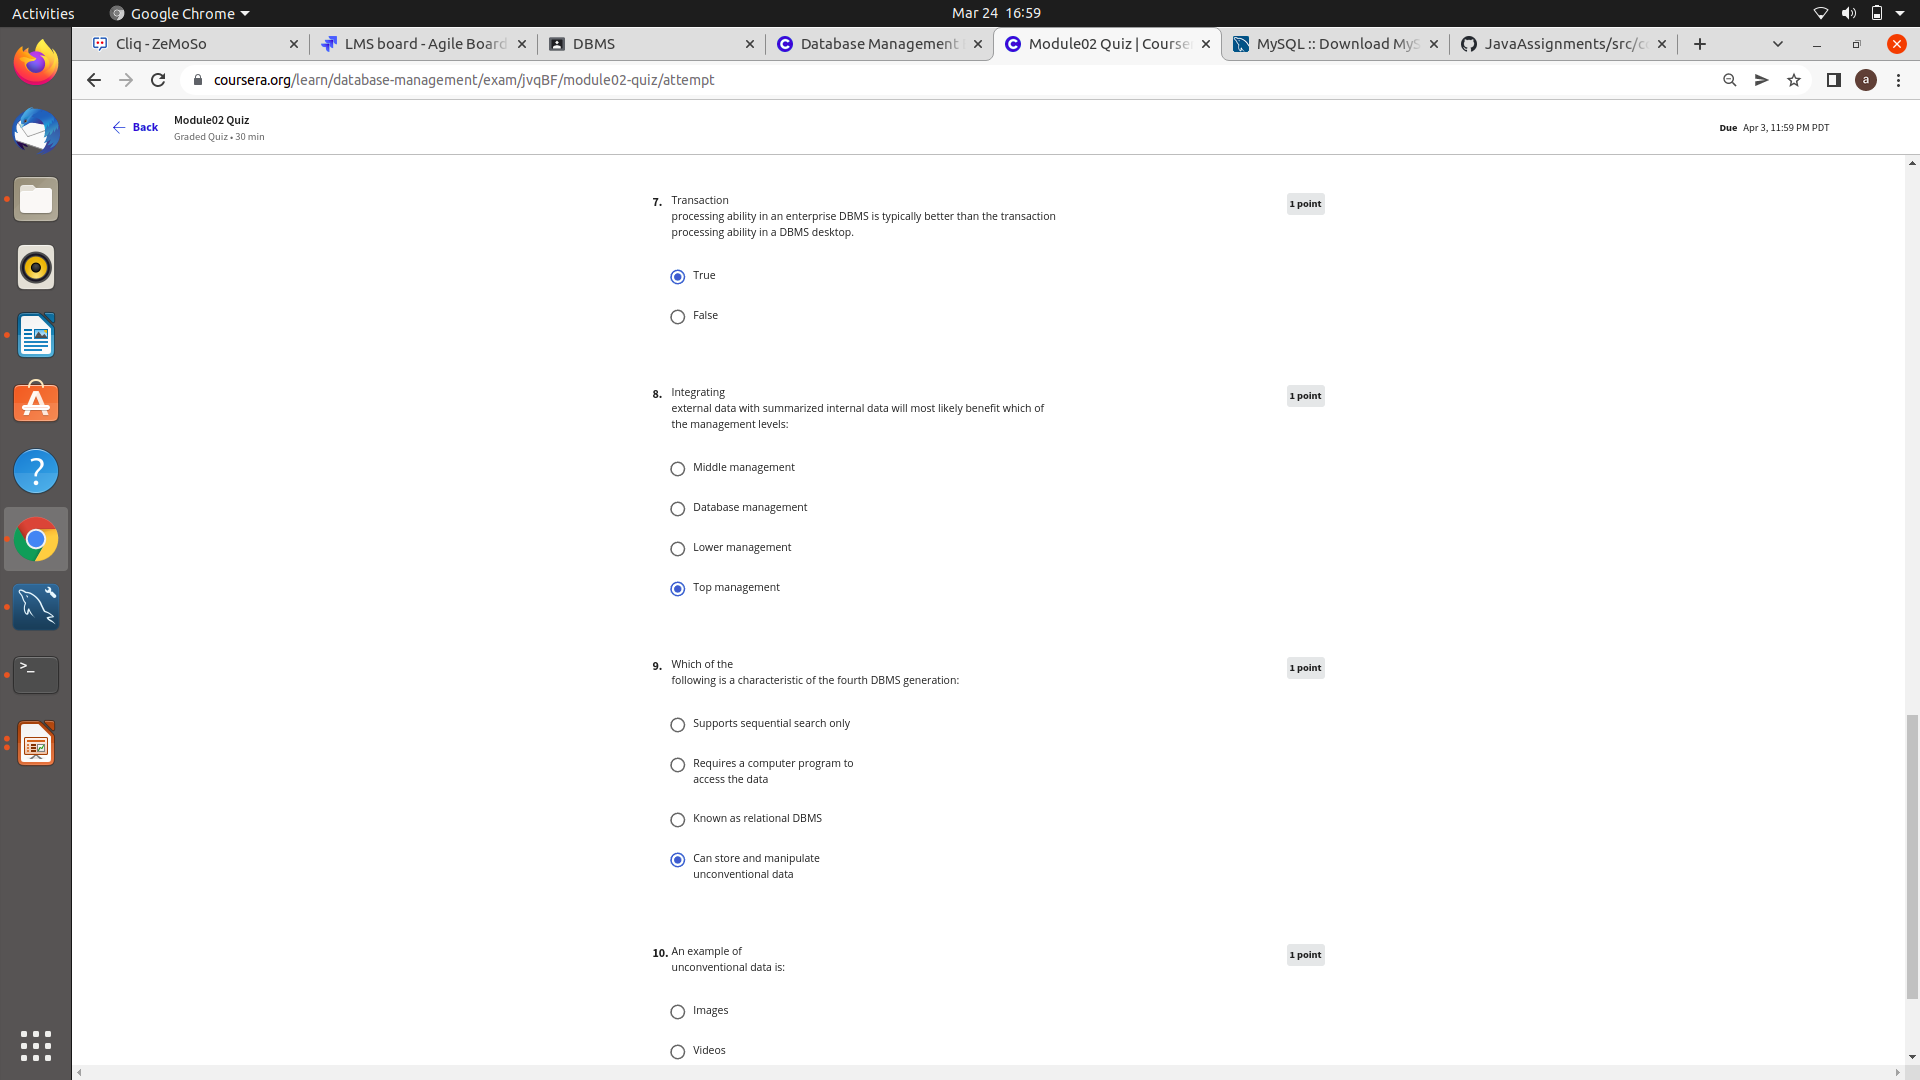 Activities
Google Chrome
Mar 24 16:59
Cliq - ZeMoSo
LMS board - Agile Board
DBMS
Database Management
Module02 Quiz | Course
MySQL :: Download MyS
JavaAssignments/src/c
coursera.org/learn/database-management/exam/jvqBF/module02-quiz/attempt
a
Back
Module02 Quiz
Graded Quiz • 30 min
Due Apr 3, 11:59 PM PDT
7. Transaction
processing ability in an enterprise DBMS is typically better than the transaction
processing ability in a DBMS desktop.
1 point
True
False
8. Integrating
external data with summarized internal data will most likely benefit which of
the management levels:
1 point
Middle management
Database management
Lower management
Top management
9. Which of the
following is a characteristic of the fourth DBMS generation:
1 point
Supports sequential search only
Requires a computer program to
access the data
Known as relational DBMS
Can store and manipulate
unconventional data
10. An example of
unconventional data is:
1 point
Images
Videos